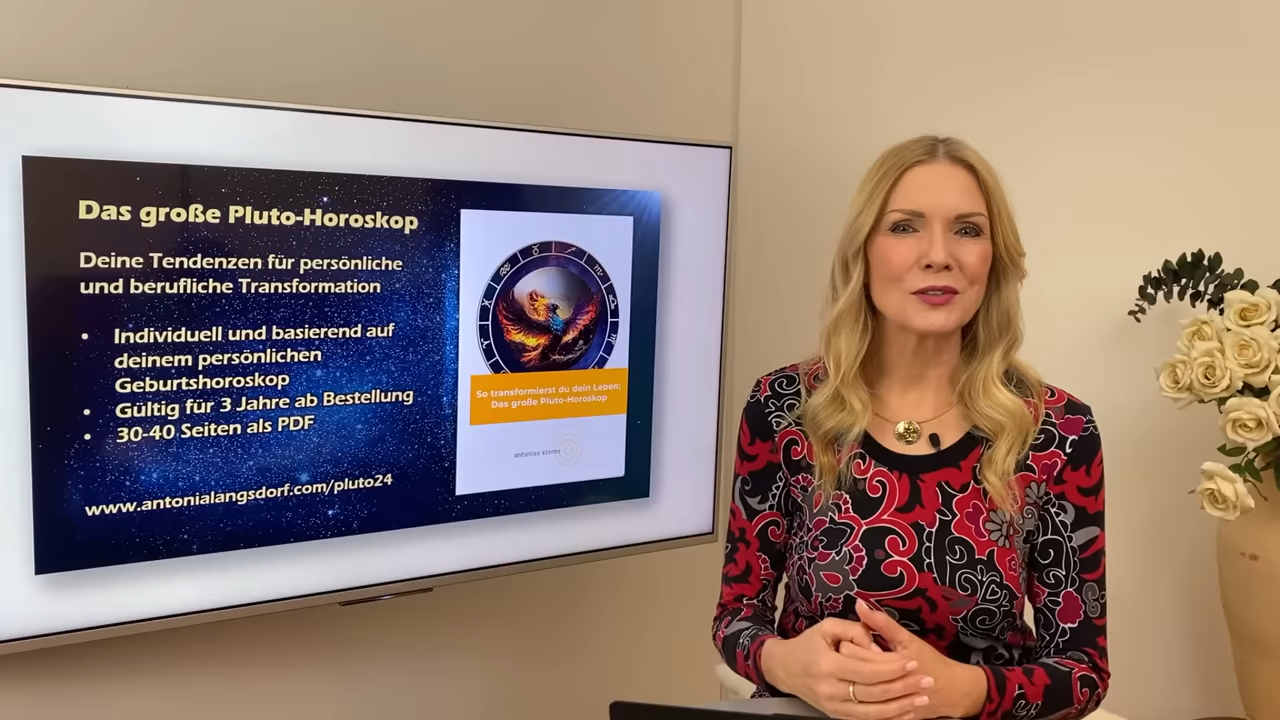 Das große Pluto-Horoskop
Deine Tendenzen für persönliche
und berufliche Transformation
• Individuell und basierend auf
deinem persönlichen
Geburtshoroskop
• Gültig für 3 Jahre ab Bestellung
• 30-40 Seiten als PDF
www.antonialangsdorf.com/pluto24
So transformierst du dein Leben:
Das große Pluto-Horoskop
antonias sterne